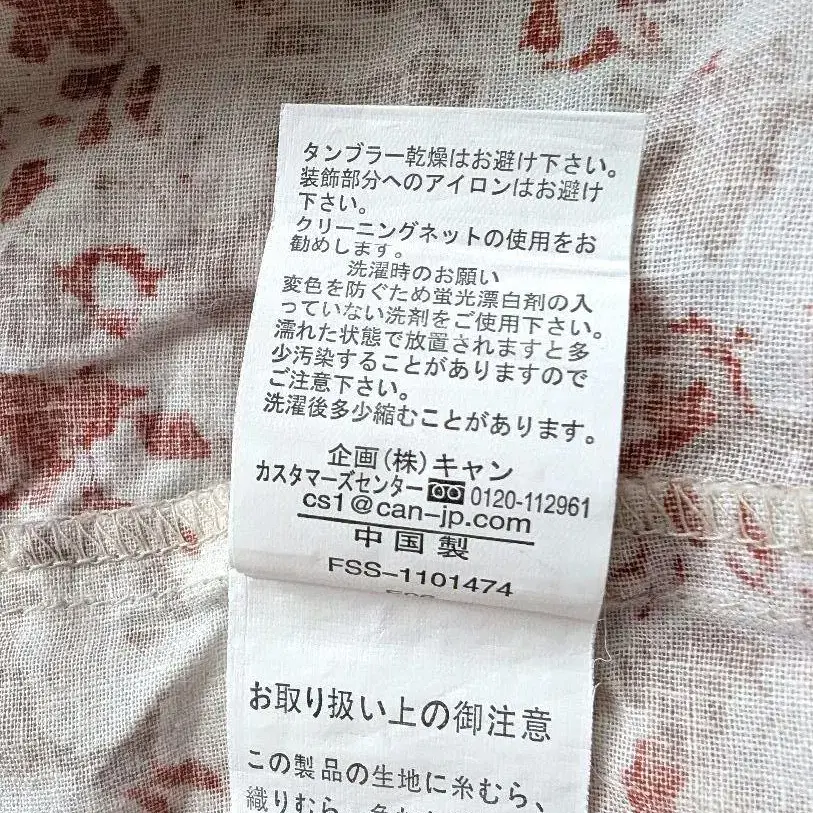 タンブラー乾燥はお避け下さい。
装飾部分へのアイロンはお避け
下さい。
クリーニングネットの使用をお
勧めします。
洗濯時のお願い
変色を防ぐため蛍光漂白剤の入
っていない洗剤をご使用下さい。
濡れた状態で放置されますと多
少汚染することがありますので
ご注意下さい。
洗濯後多少縮むことがあります。
企画(株)キャン
カスタマーズセンター 0120-112961
cs1@can-jp.com
中国製
FSS-1101474
お取り扱い上の御注意
この製品の生地に糸むら、
織りむら、